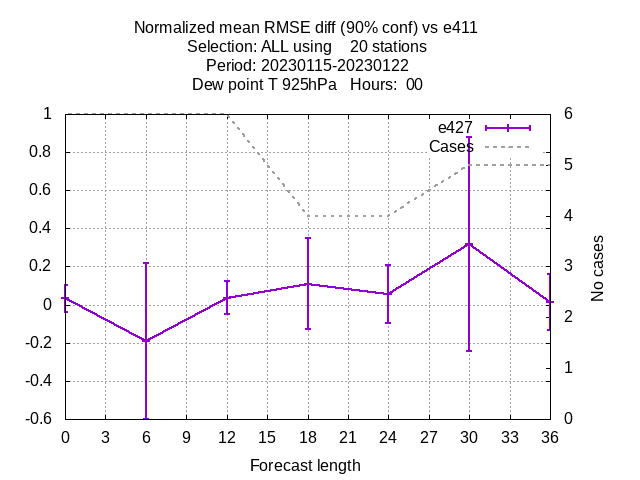 Normalized mean RMSE diff (90% conf) vs e411
Selection: ALL using    20 stations
Period: 20230115-20230122
Dew point T 925hPa   Hours:  00
e427
Cases
1
0.8
0.6
0.4
0.2
0
-0.2
-0.4
-0.6
6
5
4
3
2
1
0
No cases
0 3 6 9 12 15 18 21 24 27 30 33 36
Forecast length